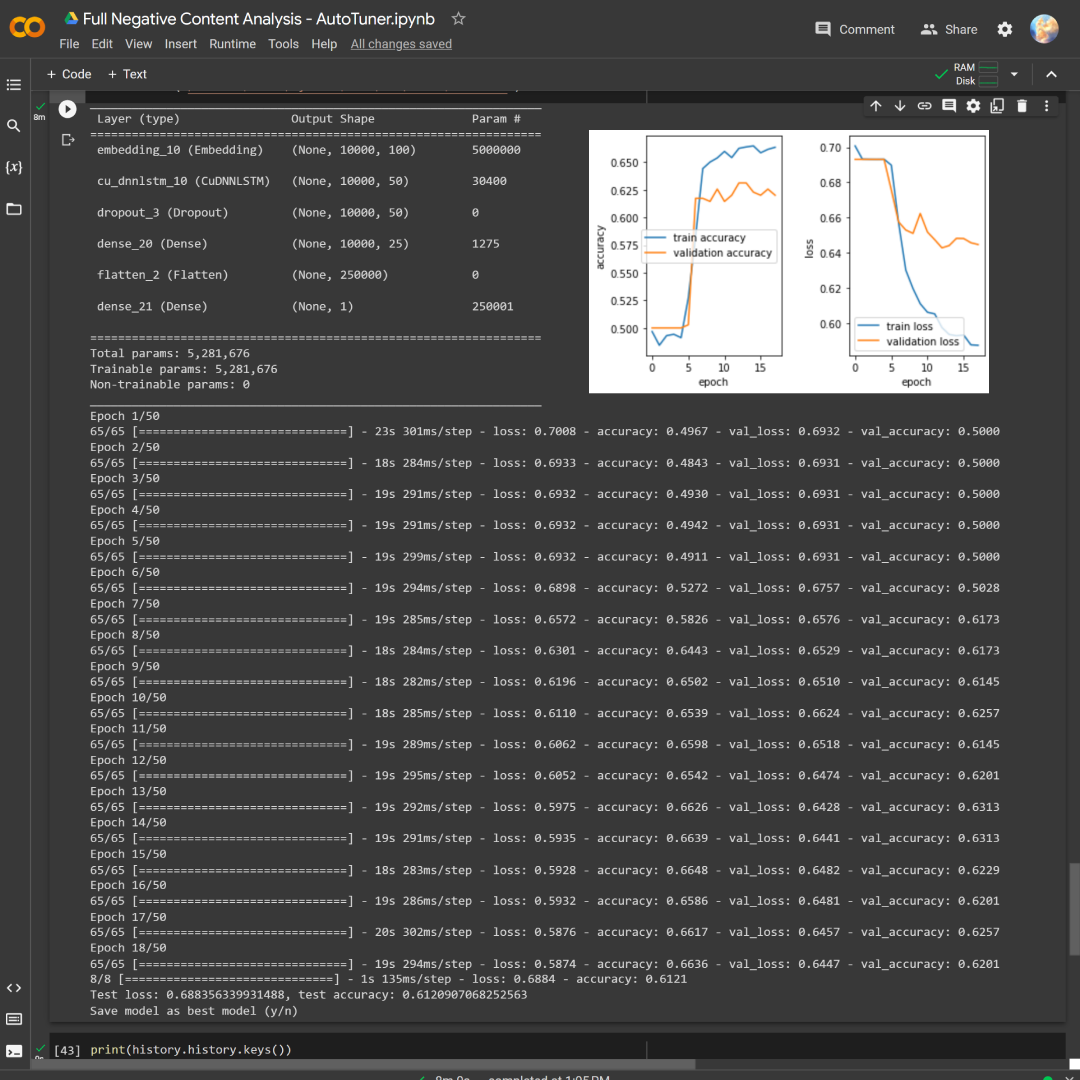 Full Negative Content Analysis - AutoTuner.ipynb
Comment
Share
File Edit View Insert Runtime Tools Help All changes saved
+ Code + Text
RAM
Disk
8m
Layer (type) Output Shape Param #
=================================================================
embedding_10 (Embedding) (None, 10000, 100) 5000000
cu_dnnlstm_10 (CuDNNLSTM) (None, 10000, 50) 30400
dropout_3 (Dropout) (None, 10000, 50) 0
dense_20 (Dense) (None, 10000, 25) 1275
flatten_2 (Flatten) (None, 250000) 0
dense_21 (Dense) (None, 1) 250001
=================================================================
Total params: 5,281,676
Trainable params: 5,281,676
Non-trainable params: 0
accuracy
0.650
0.625
0.600
0.575
0.550
0.525
0.500
train accuracy
validation accuracy
0 5 10 15
epoch
loss
0.70
0.68
0.66
0.64
0.62
0.60
train loss
validation loss
0 5 10 15
epoch
Epoch 1/50
65/65 [==============================] - 23s 301ms/step - loss: 0.7008 - accuracy: 0.4967 - val_loss: 0.6932 - val_accuracy: 0.5000
Epoch 2/50
65/65 [==============================] - 18s 284ms/step - loss: 0.6933 - accuracy: 0.4843 - val_loss: 0.6931 - val_accuracy: 0.5000
Epoch 3/50
65/65 [==============================] - 19s 291ms/step - loss: 0.6932 - accuracy: 0.4930 - val_loss: 0.6931 - val_accuracy: 0.5000
Epoch 4/50
65/65 [==============================] - 19s 291ms/step - loss: 0.6932 - accuracy: 0.4942 - val_loss: 0.6931 - val_accuracy: 0.5000
Epoch 5/50
65/65 [==============================] - 19s 299ms/step - loss: 0.6932 - accuracy: 0.4911 - val_loss: 0.6931 - val_accuracy: 0.5000
Epoch 6/50
65/65 [==============================] - 19s 294ms/step - loss: 0.6898 - accuracy: 0.5272 - val_loss: 0.6757 - val_accuracy: 0.5028
Epoch 7/50
65/65 [==============================] - 19s 285ms/step - loss: 0.6572 - accuracy: 0.5826 - val_loss: 0.6576 - val_accuracy: 0.6173
Epoch 8/50
65/65 [==============================] - 18s 284ms/step - loss: 0.6301 - accuracy: 0.6443 - val_loss: 0.6529 - val_accuracy: 0.6173
Epoch 9/50
65/65 [==============================] - 18s 282ms/step - loss: 0.6196 - accuracy: 0.6502 - val_loss: 0.6510 - val_accuracy: 0.6145
Epoch 10/50
65/65 [==============================] - 18s 285ms/step - loss: 0.6110 - accuracy: 0.6539 - val_loss: 0.6624 - val_accuracy: 0.6257
Epoch 11/50
65/65 [==============================] - 19s 289ms/step - loss: 0.6062 - accuracy: 0.6598 - val_loss: 0.6518 - val_accuracy: 0.6145
Epoch 12/50
65/65 [==============================] - 19s 295ms/step - loss: 0.6052 - accuracy: 0.6542 - val_loss: 0.6474 - val_accuracy: 0.6201
Epoch 13/50
65/65 [==============================] - 19s 292ms/step - loss: 0.5975 - accuracy: 0.6626 - val_loss: 0.6428 - val_accuracy: 0.6313
Epoch 14/50
65/65 [==============================] - 19s 291ms/step - loss: 0.5935 - accuracy: 0.6639 - val_loss: 0.6441 - val_accuracy: 0.6313
Epoch 15/50
65/65 [==============================] - 18s 283ms/step - loss: 0.5928 - accuracy: 0.6648 - val_loss: 0.6482 - val_accuracy: 0.6229
Epoch 16/50
65/65 [==============================] - 19s 286ms/step - loss: 0.5932 - accuracy: 0.6586 - val_loss: 0.6481 - val_accuracy: 0.6201
Epoch 17/50
65/65 [==============================] - 20s 302ms/step - loss: 0.5876 - accuracy: 0.6617 - val_loss: 0.6457 - val_accuracy: 0.6257
Epoch 18/50
65/65 [==============================] - 19s 294ms/step - loss: 0.5874 - accuracy: 0.6636 - val_loss: 0.6447 - val_accuracy: 0.6201
8/8 [==============================] - 1s 135ms/step - loss: 0.6884 - accuracy: 0.6121
Test loss: 0.688356339931488, test accuracy: 0.6120907068252563
Save model as best model (y/n)
[43] print(history.history.keys())
completed at 1:05 PM